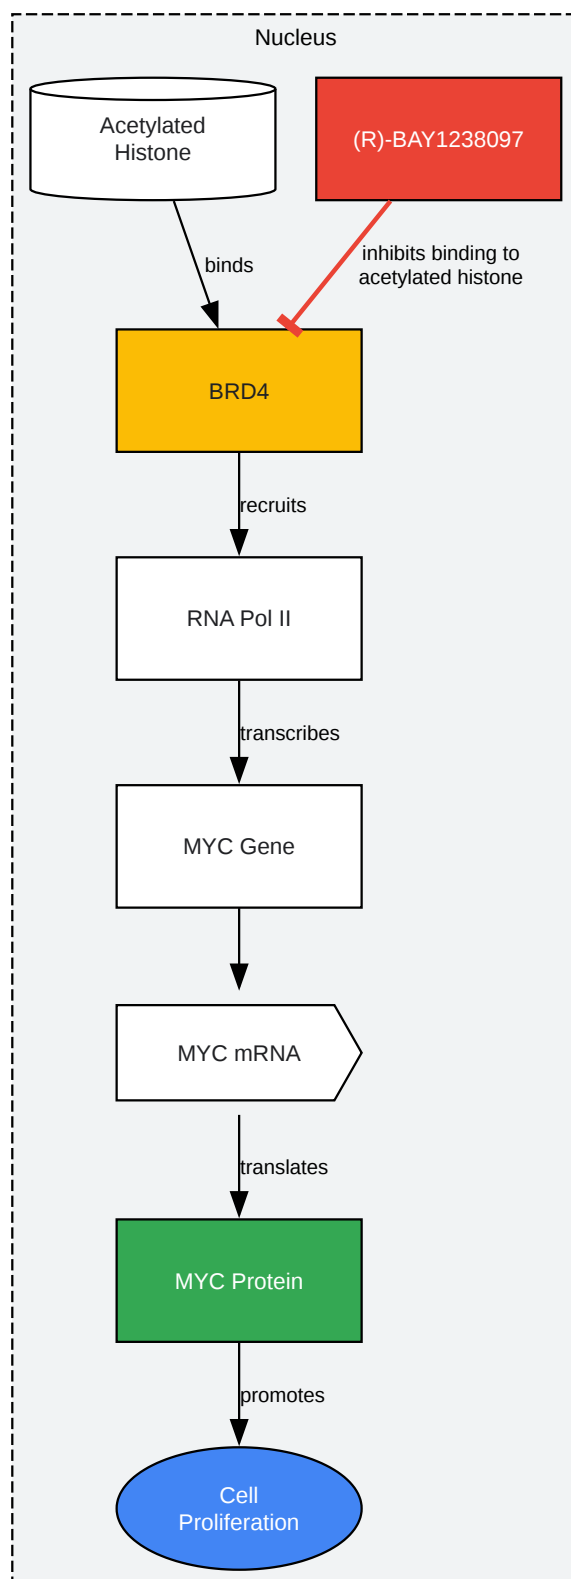 Nucleus
Acetylated
Histone
(R)-BAY1238097
binds
inhibits binding to
acetylated histone
BRD4
recruits
RNA Pol II
transcribes
MYC Gene
MYC mRNA
translates
MYC Protein
promotes
Cell
Proliferation